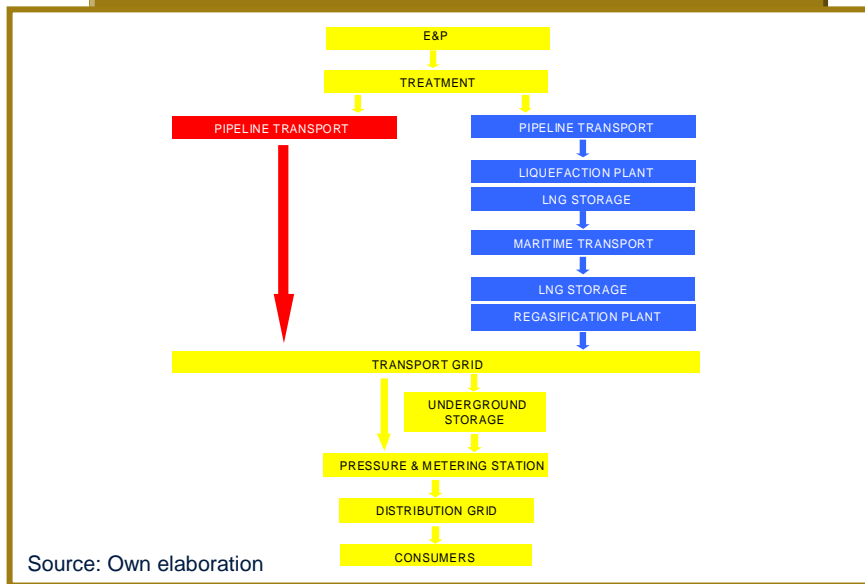 E&P
TREATMENT
PIPELINE TRANSPORT
PIPELINE TRANSPORT
LIQUEFACTION PLANT
LNG STORAGE
MARITIME TRANSPORT
LNG STORAGE
REGASIFICATION PLANT
TRANSPORT GRID
UNDERGROUND
STORAGE
PRESSURE & METERING STATION
DISTRIBUTION GRID
CONSUMERS
Source: Own elaboration